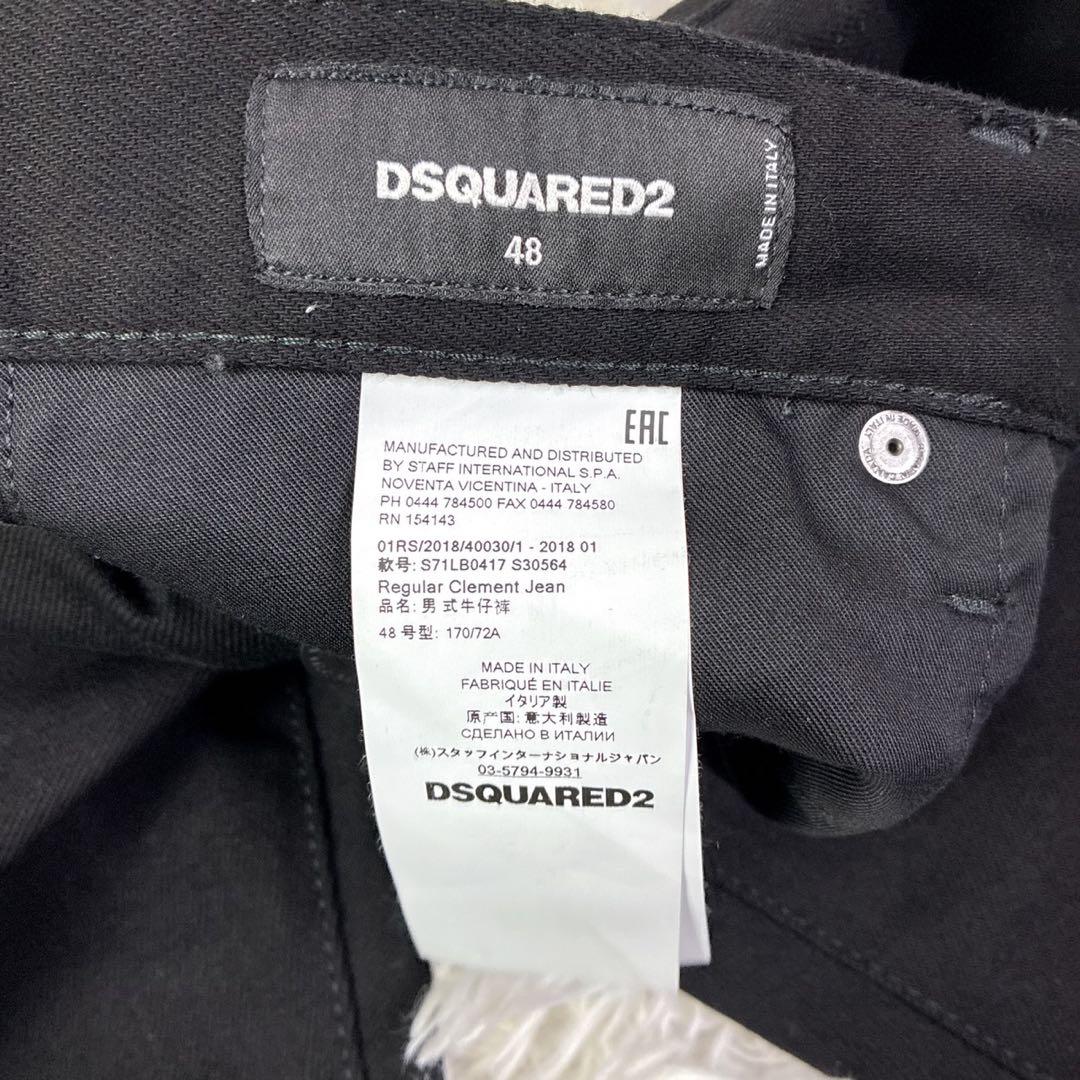 DSQUARED2
48
MADE IN ITALY
EAC
MANUFACTURED AND DISTRIBUTED
BY STAFF INTERNATIONAL S.P.A.
NOVENTA VICENTINA - ITALY
PH 0444 784500 FAX 0444 784580
RN 154143
01RS/2018/40030/1 - 2018 01
款号: S71LB0417 S30564
Regular Clement Jean
品名: 男式牛仔裤
48 号型: 170/72A
MADE IN ITALY
FABRIQUÉ EN ITALIE
イタリア製
原产国: 意大利製造
СДЕЛАНО В ИТАЛИИ
(株)スタッフインターナショナルジャパン
03-5794-9931
DSQUARED2
MADE IN ITALY
CANADA